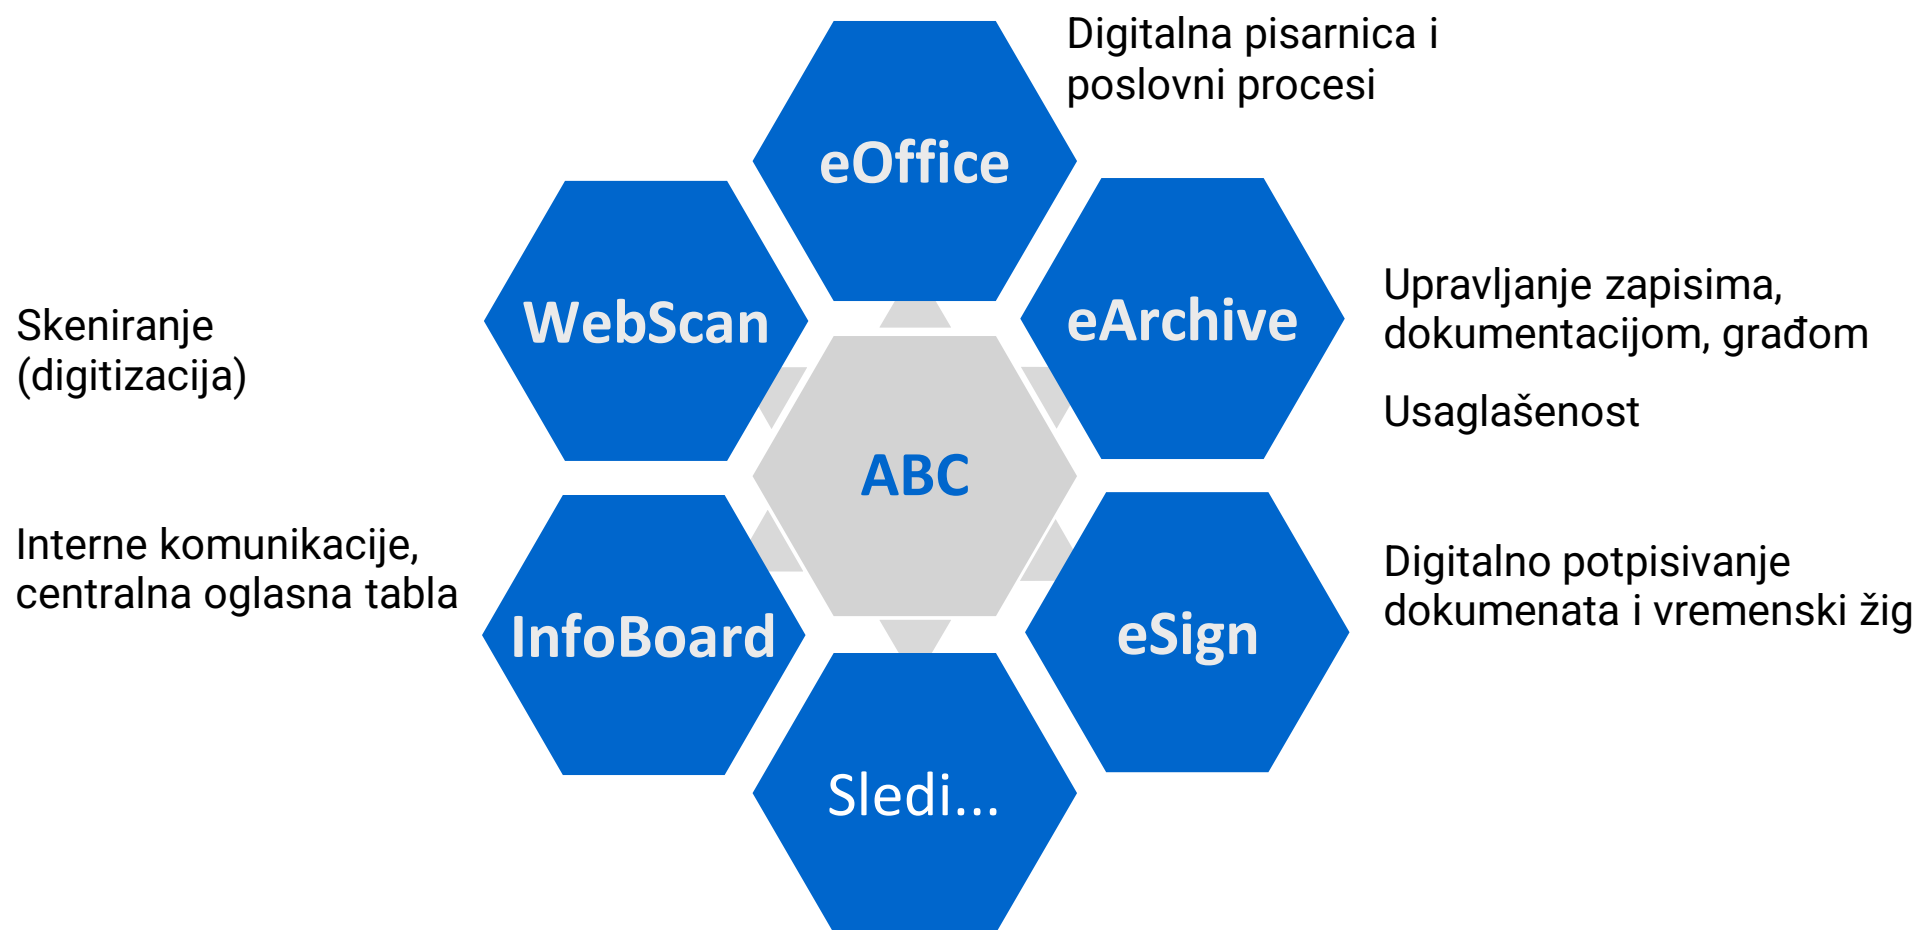 Digitalna pisarnica i
poslovni procesi
eOffice
WebScan
eArchive
Skeniranje
(digitizacija)
Upravljanje zapisima,
dokumentacijom, građom
Usaglašenost
ABC
Interne komunikacije,
centralna oglasna tabla
InfoBoard
eSign
Digitalno potpisivanje
dokumenata i vremenski žig
Sledi...